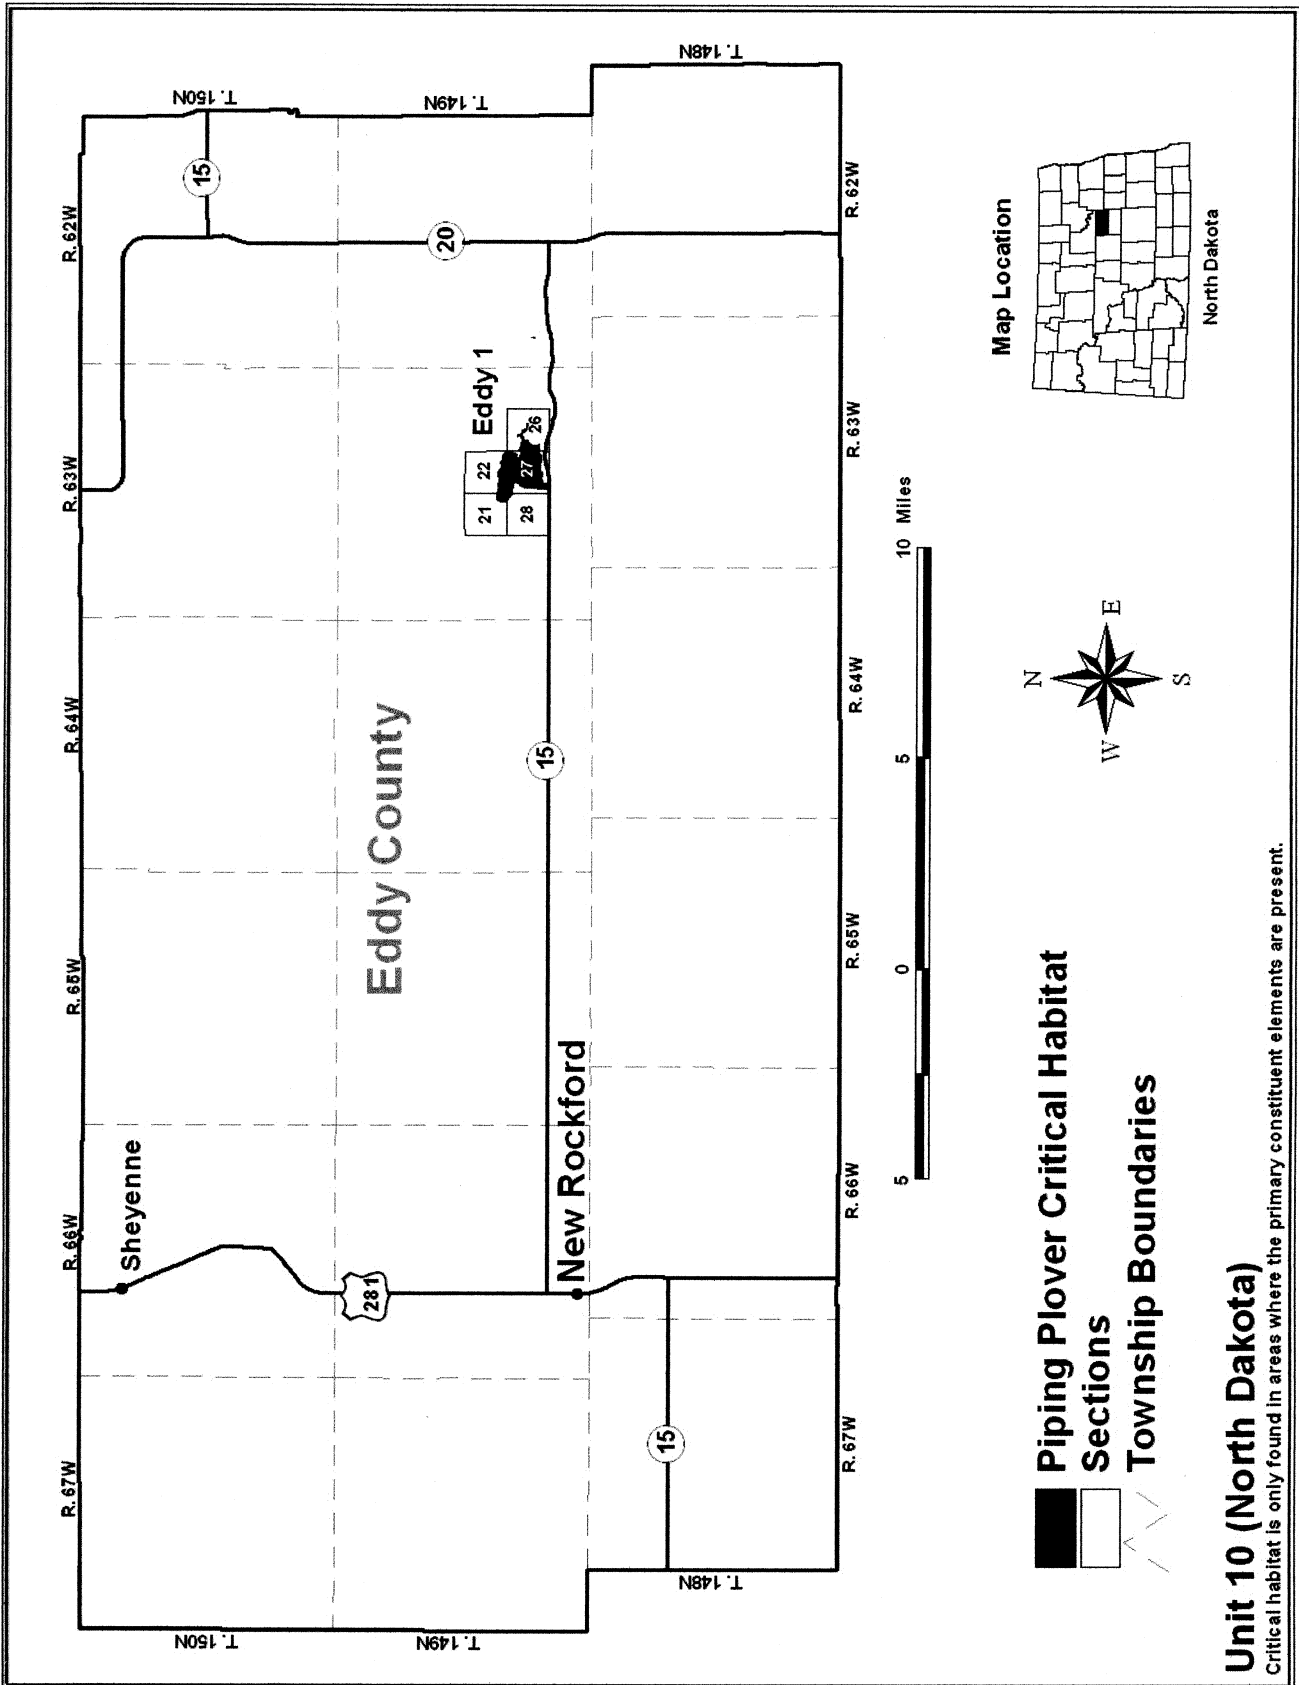 R. 67W
R. 66W
R. 65W
R. 64W
R. 63W
R. 62W
Sheyenne
T. 150N
T. 150N
15
281
Eddy County
20
T. 149N
T. 149N
Eddy 1
21
22
28
27
26
New Rockford
15
15
T. 148N
T. 148N
R. 67W
R. 66W
R. 65W
R. 64W
R. 63W
R. 62W
5
0
5
10 Miles
Piping Plover Critical Habitat
Sections
Township Boundaries
N
W
E
S
Map Location
North Dakota
Unit 10 (North Dakota)
Critical habitat is only found in areas where the primary constituent elements are present.